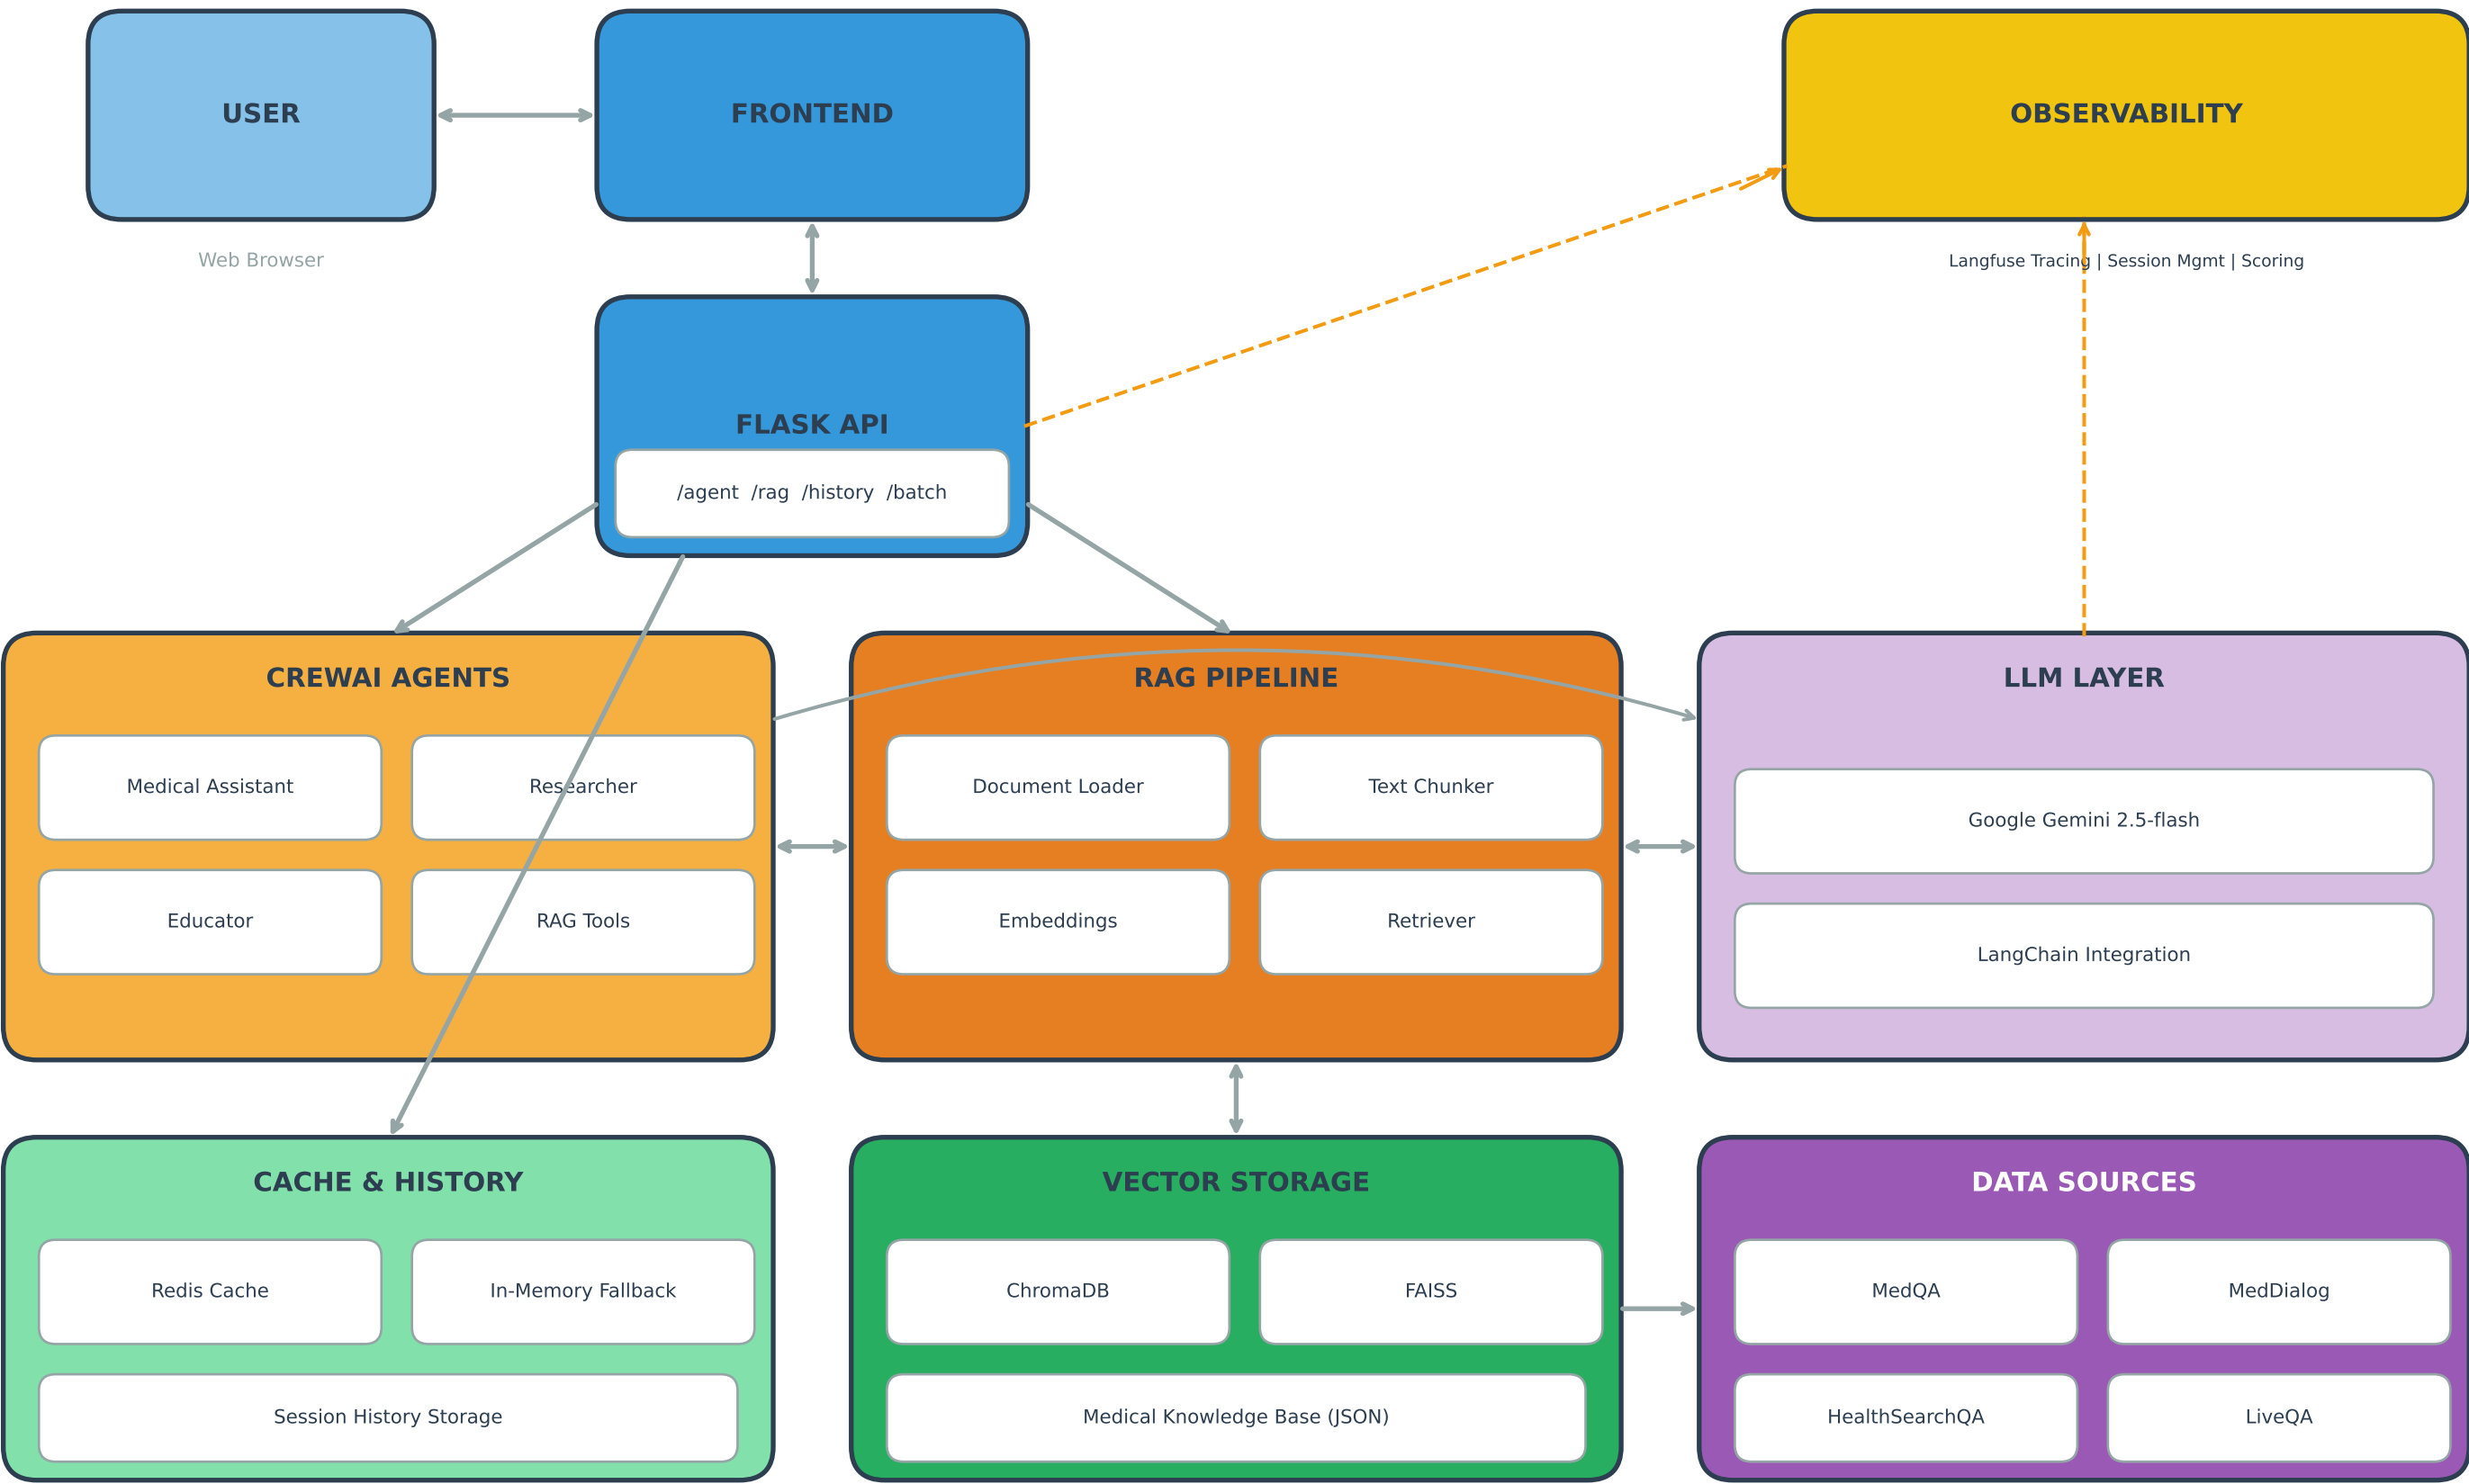 USER
FRONTEND
OBSERVABILITY
Web Browser
Langfuse Tracing | Session Mgmt | Scoring
FLASK API
/agent  /rag  /history  /batch
CREWAI AGENTS
Medical Assistant
Researcher
Educator
RAG Tools
RAG PIPELINE
Document Loader
Text Chunker
Embeddings
Retriever
LLM LAYER
Google Gemini 2.5-flash
LangChain Integration
CACHE & HISTORY
Redis Cache
In-Memory Fallback
Session History Storage
VECTOR STORAGE
ChromaDB
FAISS
Medical Knowledge Base (JSON)
DATA SOURCES
MedQA
MedDialog
HealthSearchQA
LiveQA